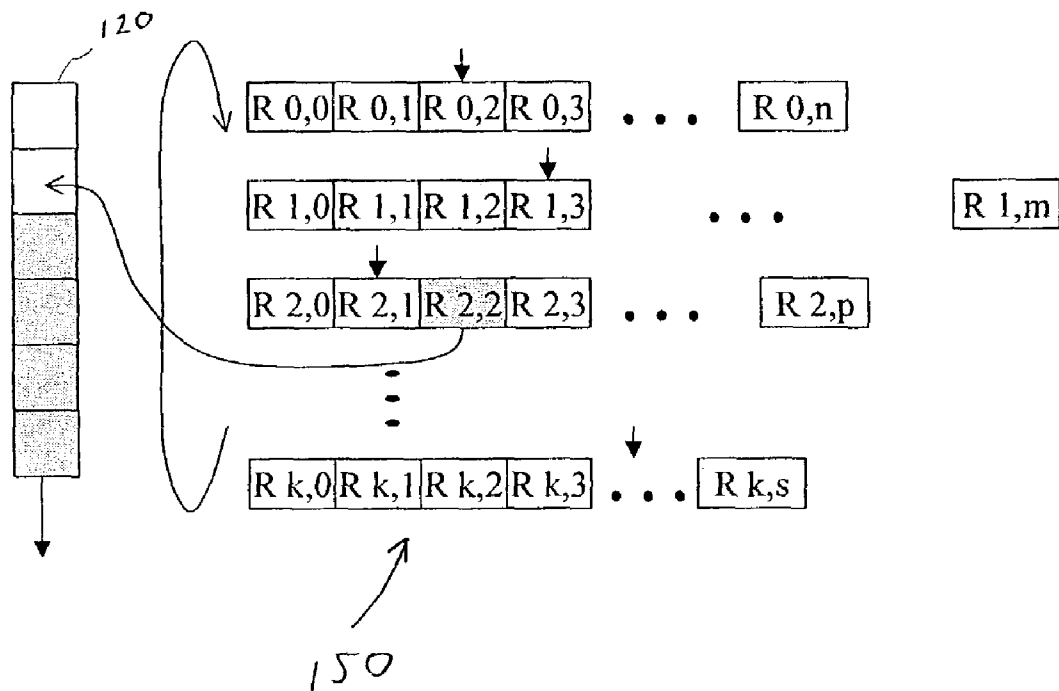 120
R 0,0 R 0,1 R 0,2 R 0,3 • • • R 0,n
R 1,0 R 1,1 R 1,2 R 1,3 • • • R 1,m
R 2,0 R 2,1 R 2,2 R 2,3 • • • R 2,p
R k,0 R k,1 R k,2 R k,3 • • • R k,s
150